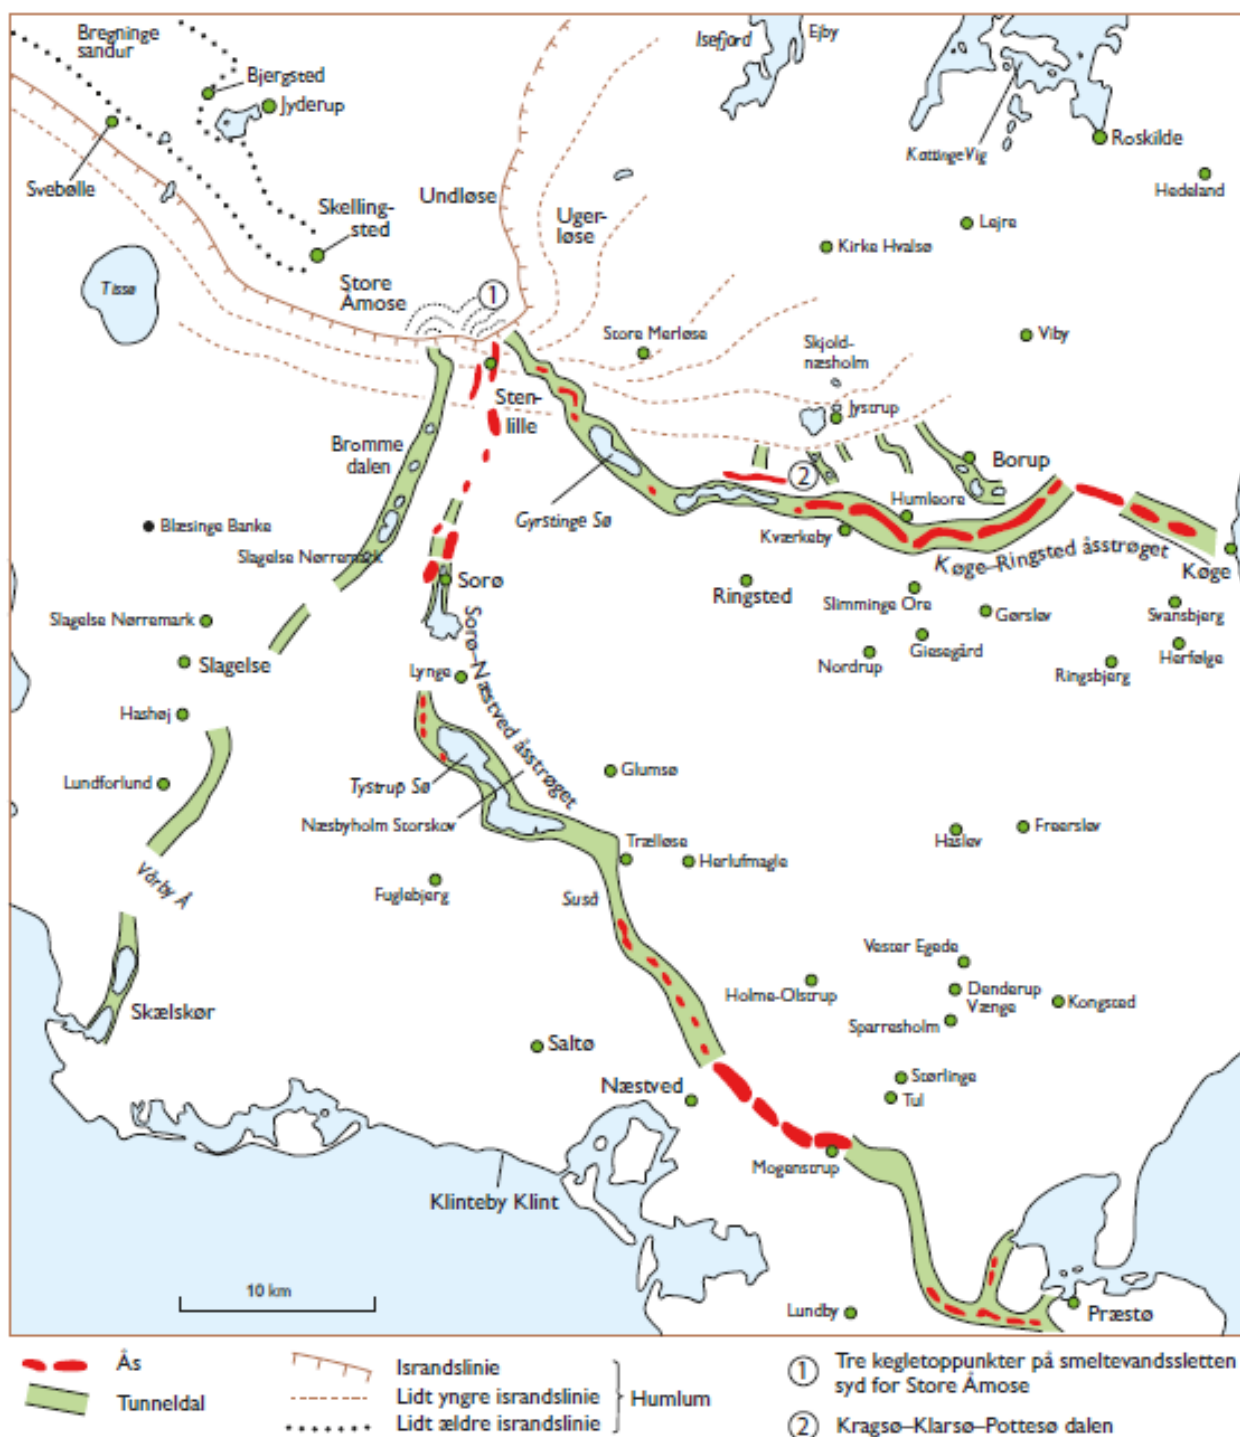 Bregninge
sandur
Bjergsted
Jyderup
Svebølle
Skellings-
sted
Undløse
Uger-
løse
Isefjord
Ejby
Kattinge Vig
Roskilde
Hedeland
Lejre
Kirke Hvalsø
Tissø
Store
Åmose
1
Store Merløse
Skjold-
næsholm
Viby
Jystrup
Sten-
lille
Bromme
dalen
Borup
2
Humleore
Gyrstinge Sø
Blæsinge Banke
Slagelse Nørremark
Kværkeby
Køge–Ringsted åsstrøget
Køge
Sorø
Ringsted
Slimminge Ore
Gørslev
Svansbjerg
Slagelse Nørremark
Slagelse
Sorø–Næstved åsstrøget
Lynge
Nordrup
Giesegård
Ringsbjerg
Herfølge
Hashøj
Lundforlund
Tystrup Sø
Glumsø
Næsbyholm Storskov
Trælløse
Herlufmagle
Haslev
Freerslev
Vårby Å
Fuglebjerg
Suså
Vester Egede
Holme-Olstrup
Denderup
Vænge
Kongsted
Sparresholm
Skælskør
Saltø
Næstved
Størlinge
Tul
Mogenstrup
Klinteby Klint
10 km
Lundby
Præstø
Ås
Tunneldal
Israndslinie
Lidt yngre israndslinie
Lidt ældre israndslinie
Humlum
1 Tre kegletoppunkter på smeltevandssletten
syd for Store Åmose
2 Kragsø–Klarsø–Pottesø dalen